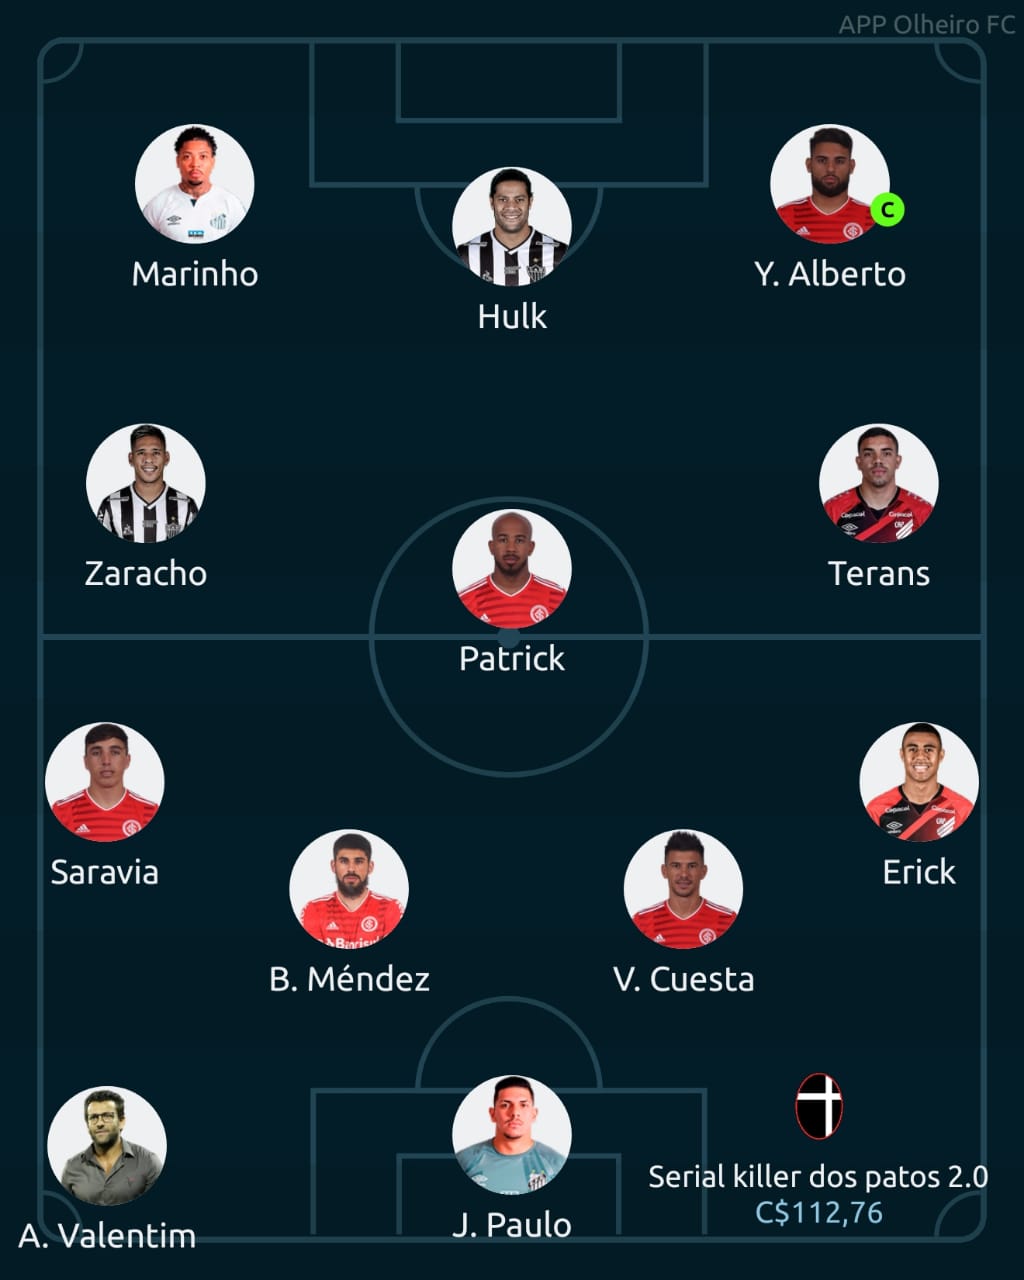 APP Olheiro FC
Marinho
Hulk
C
Y. Alberto
Zaracho
Patrick
Terans
Saravia
B. Méndez
V. Cuesta
Erick
A. Valentim
J. Paulo
Serial killer dos patos 2.0
C$112,76